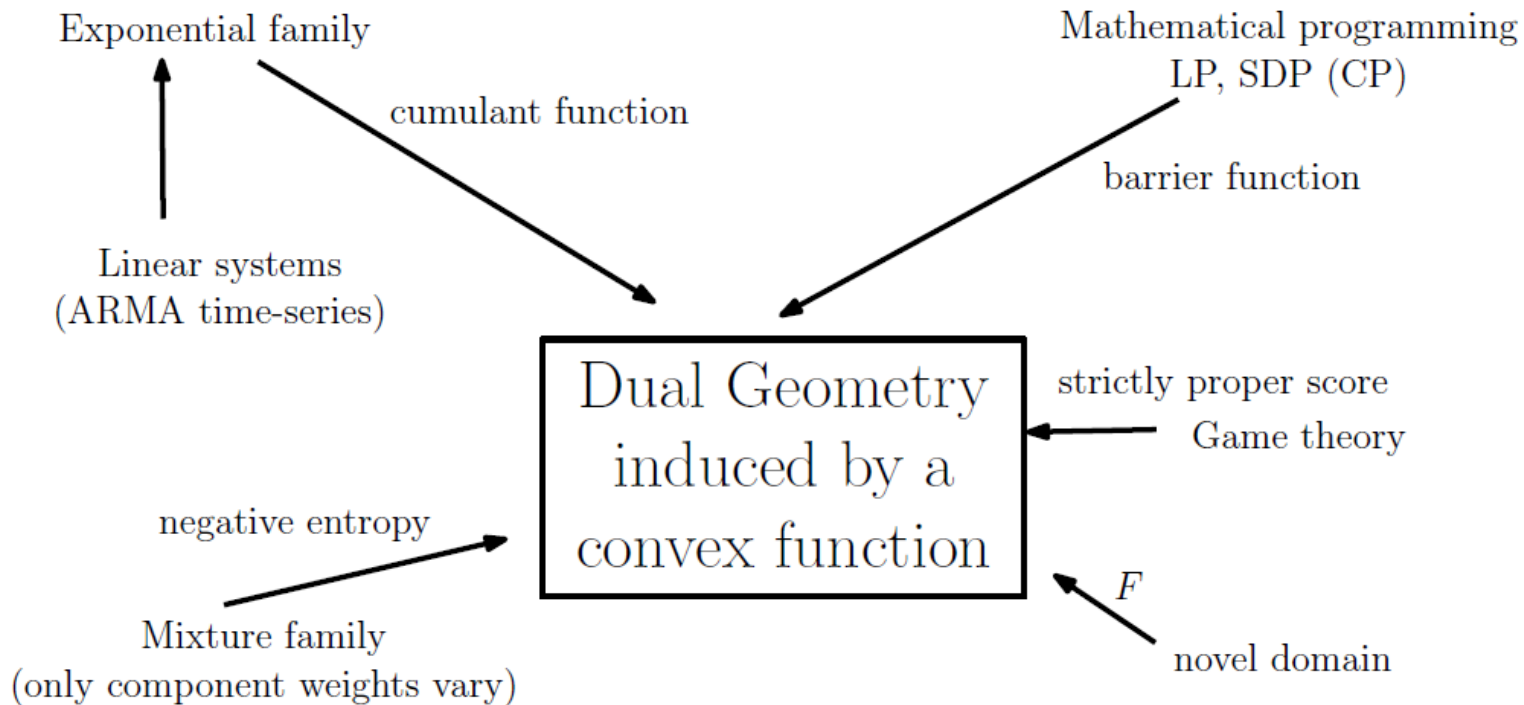 Exponential family
Mathematical programming
LP, SDP (CP)
cumulant function
barrier function
Linear systems
(ARMA time-series)
Dual Geometry
induced by a
convex function
strictly proper score
Game theory
negative entropy
Mixture family
(only component weights vary)
F
novel domain